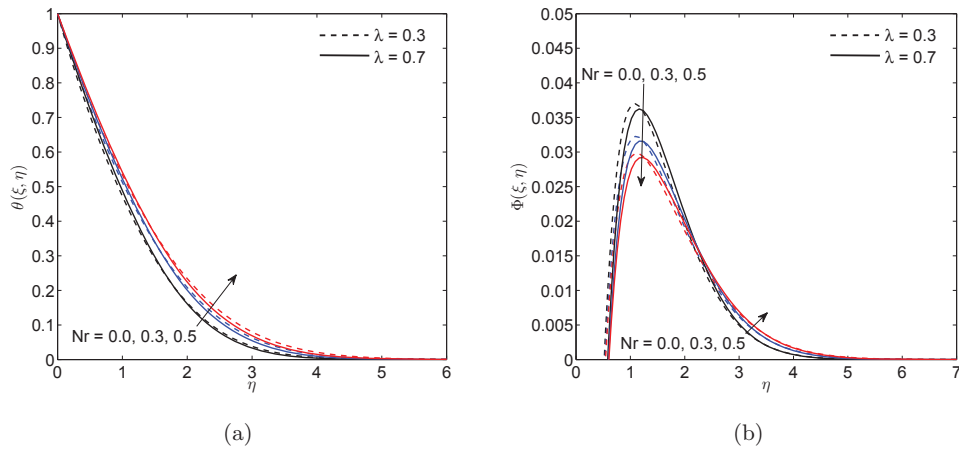 1
0.9
0.8
0.7
0.6
0.5
0.4
0.3
0.2
0.1
0
0 1 2 3 4 5 6
θ(ξ, η)
η
λ = 0.3
λ = 0.7
Nr = 0.0, 0.3, 0.5
(a)
0.05
0.045
0.04
0.035
0.03
0.025
0.02
0.015
0.01
0.005
0
0 1 2 3 4 5 6 7
Φ(ξ, η)
η
λ = 0.3
λ = 0.7
Nr = 0.0, 0.3, 0.5
Nr = 0.0, 0.3, 0.5
(b)